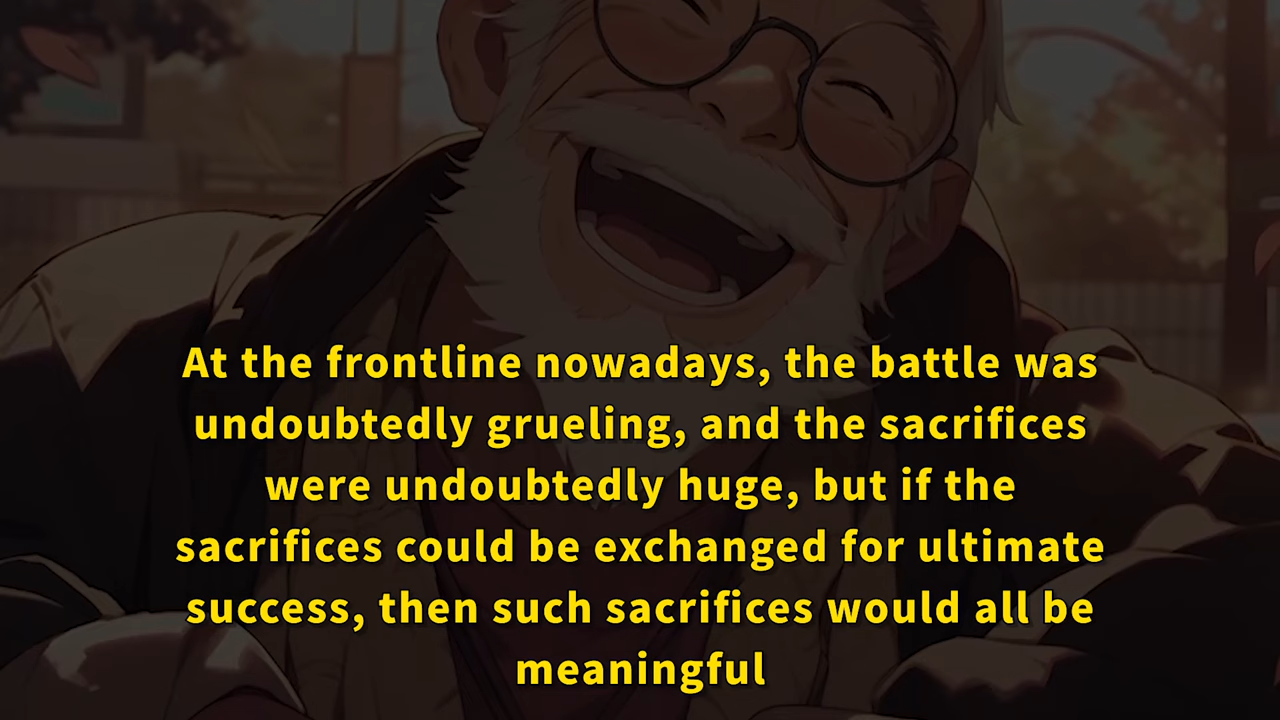 At the frontline nowadays, the battle was
undoubtedly grueling, and the sacrifices
were undoubtedly huge, but if the
sacrifices could be exchanged for ultimate
success, then such sacrifices would all be
meaningful